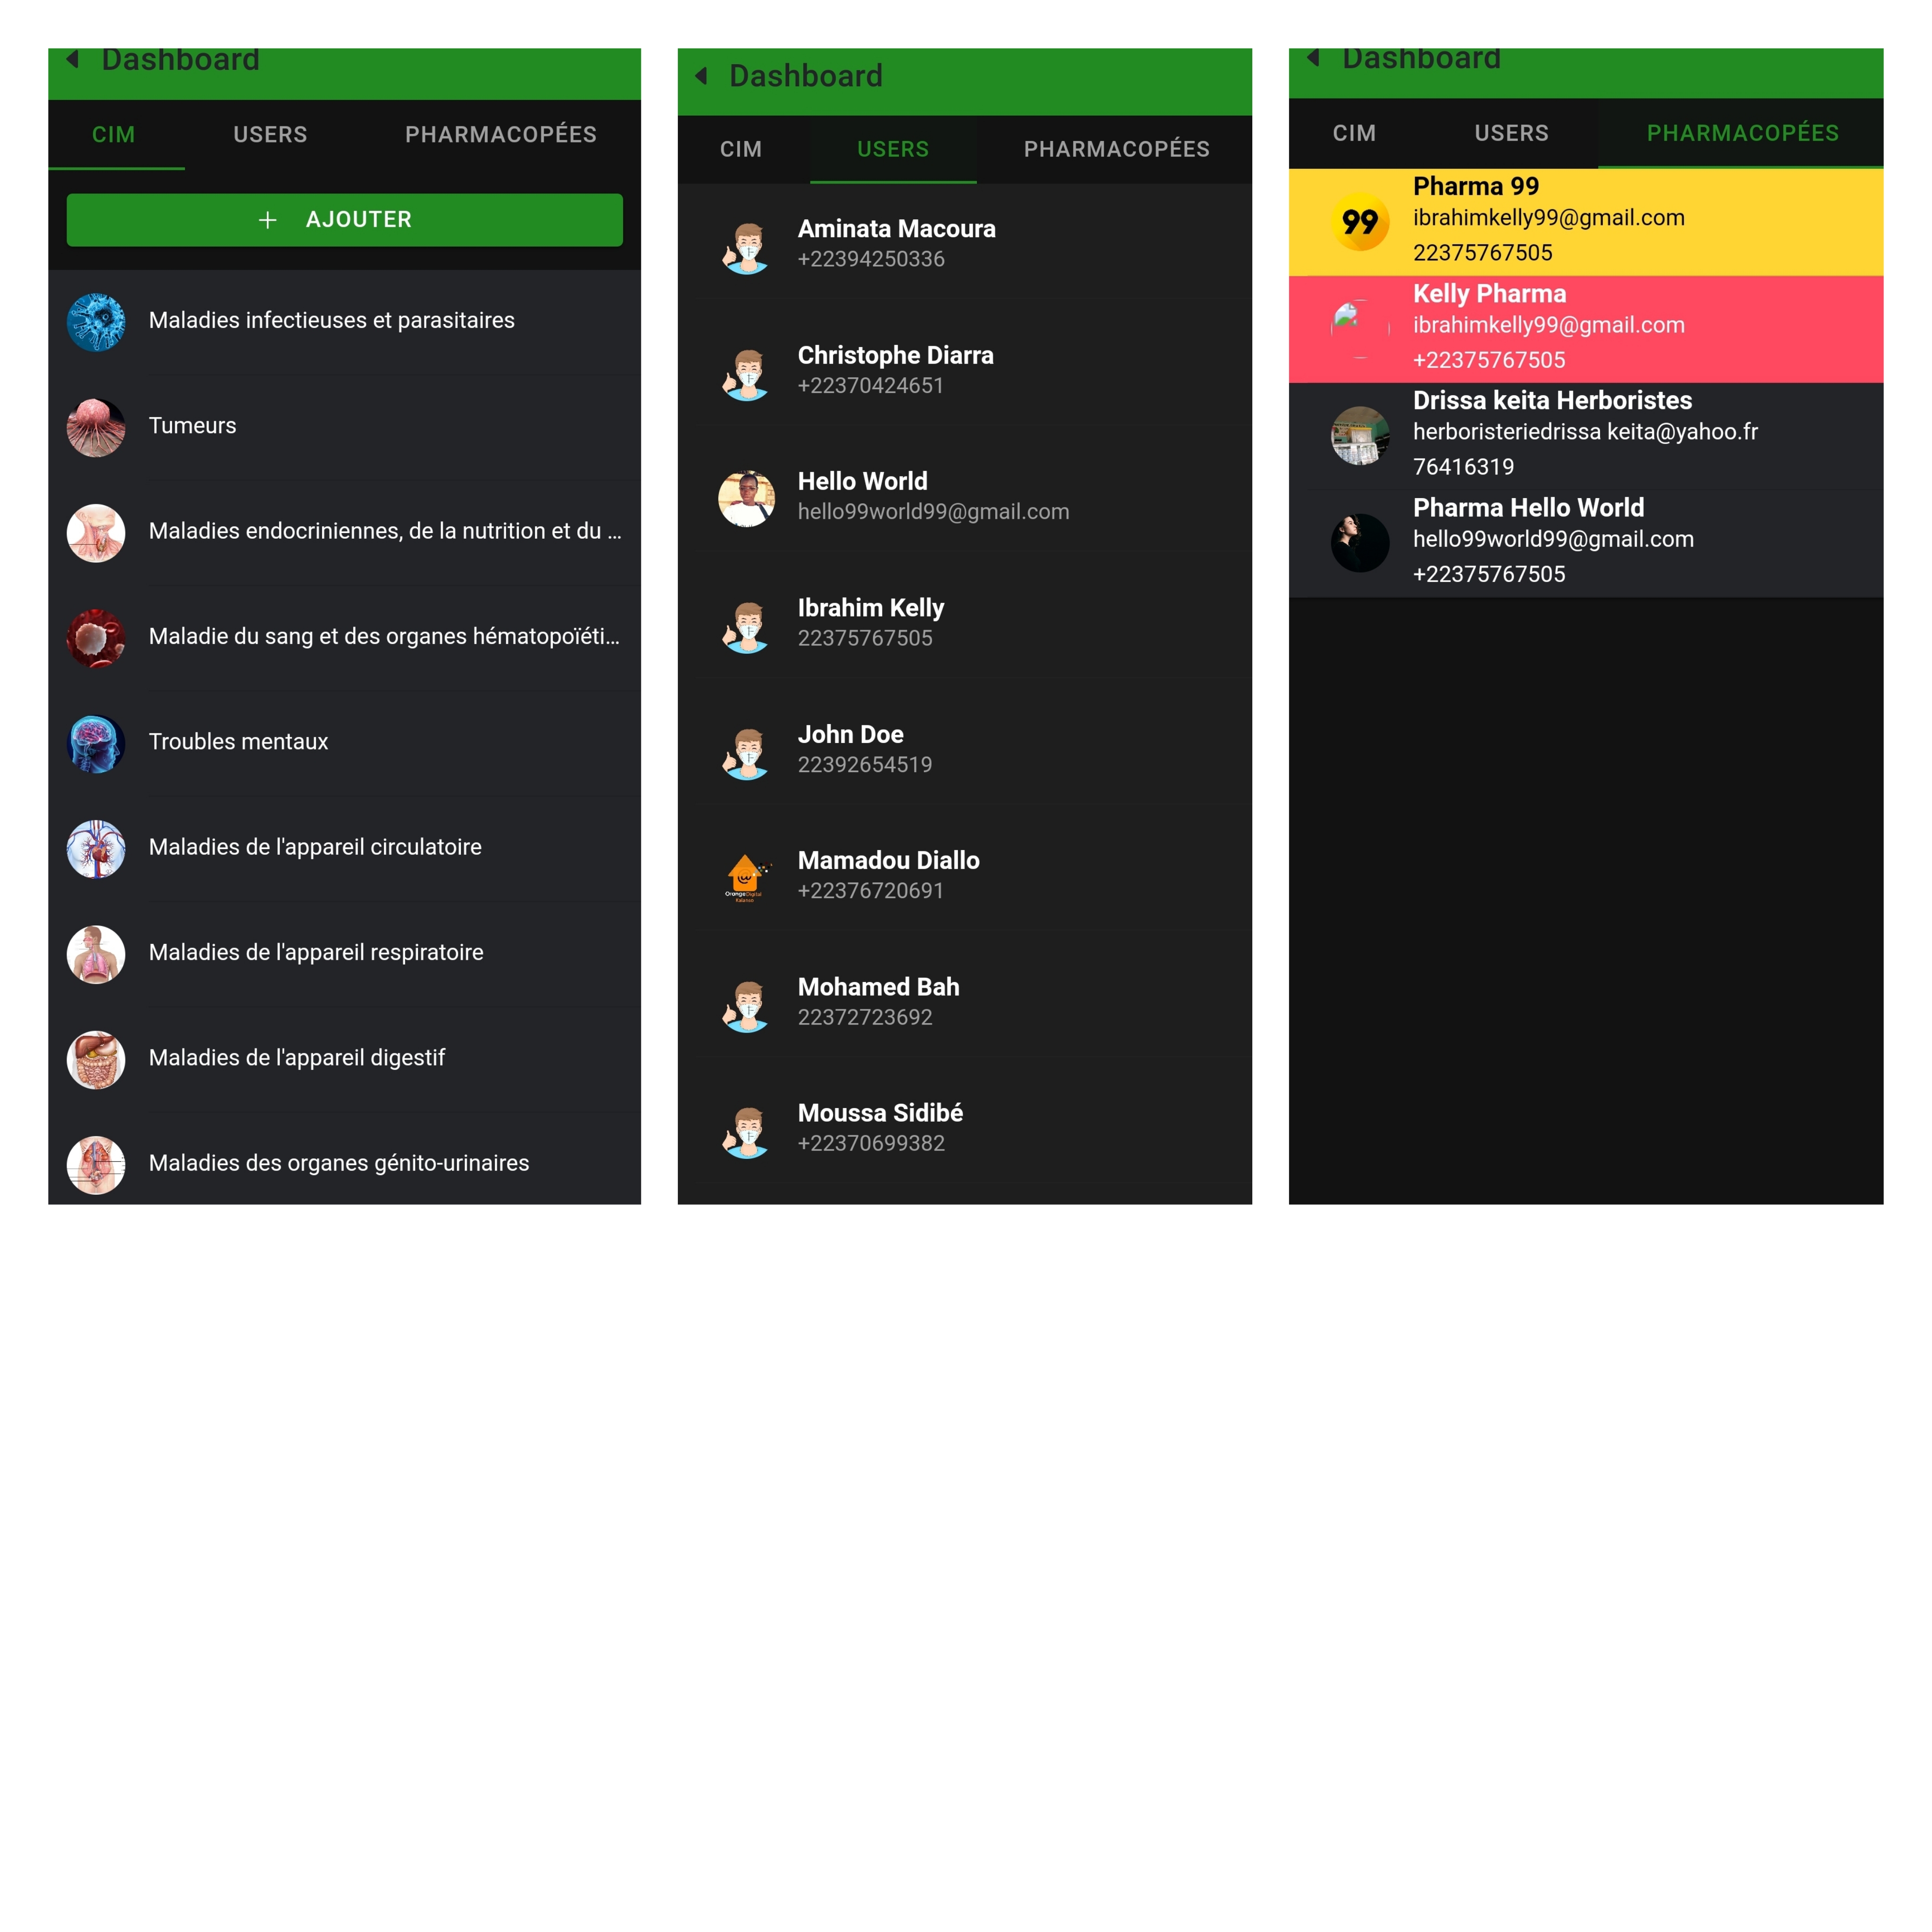 Dashboard
CIM
USERS
PHARMACOPÉES
+ AJOUTER
Maladies infectieuses et parasitaires
Tumeurs
Maladies endocriniennes, de la nutrition et du ...
Maladie du sang et des organes hématopoïéti...
Troubles mentaux
Maladies de l'appareil circulatoire
Maladies de l'appareil respiratoire
Maladies de l'appareil digestif
Maladies des organes génito-urinaires
Dashboard
CIM
USERS
PHARMACOPÉES
Aminata Macoura
+22394250336
Christophe Diarra
+22370424651
Hello World
hello99world99@gmail.com
Ibrahim Kelly
22375767505
John Doe
22392654519
Mamadou Diallo
+22376720691
Mohamed Bah
22372723692
Moussa Sidibé
+22370699382
Dashboard
CIM
USERS
PHARMACOPÉES
99
Pharma 99
ibrahimkelly99@gmail.com
22375767505
Kelly Pharma
ibrahimkelly99@gmail.com
+22375767505
Drissa keita Herboristes
herboristeriedrissa keita@yahoo.fr
76416319
Pharma Hello World
hello99world99@gmail.com
+22375767505